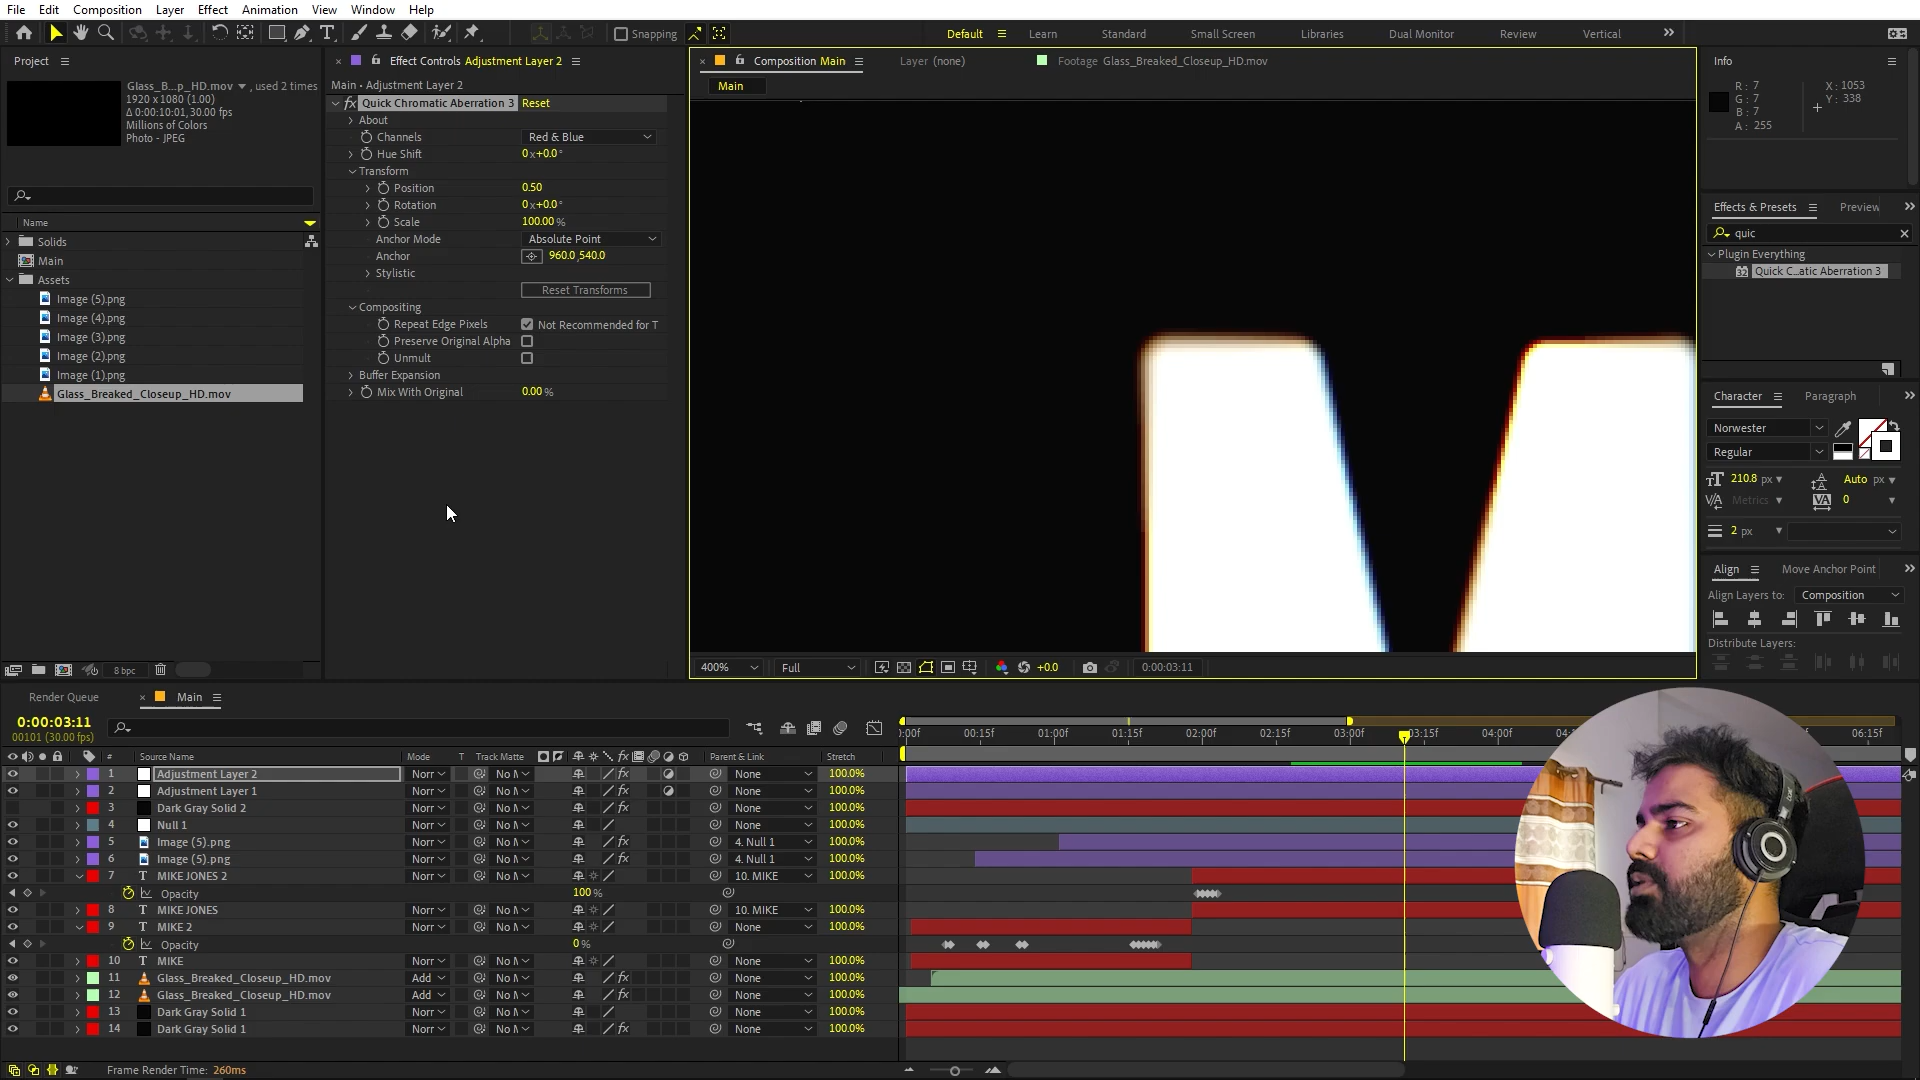 File Edit Composition Layer Effect Animation View Window Help
Snapping
Default Learn Standard Small Screen Libraries Dual Monitor Review Vertical
Project
Glass_B...p_HD.mov ▼ , used 2 times
1920 x 1080 (1.00)
Δ 0:00:10:01, 30.00 fps
Millions of Colors
Photo - JPEG
Name
Solids
Main
Assets
Image (5).png
Image (4).png
Image (3).png
Image (2).png
Image (1).png
Glass_Breaked_Closeup_HD.mov
8 bpc
Effect Controls Adjustment Layer 2
Main • Adjustment Layer 2
fx Quick Chromatic Aberration 3 Reset
About
Channels Red & Blue
Hue Shift 0x+0.0°
Transform
Position 0.50
Rotation 0x+0.0°
Scale 100.00 %
Anchor Mode Absolute Point
Anchor 960.0,540.0
Stylistic
Reset Transforms
Compositing
Repeat Edge Pixels Not Recommended for T
Preserve Original Alpha
Unmult
Buffer Expansion
Mix With Original 0.00 %
Composition Main Layer (none) Footage Glass_Breaked_Closeup_HD.mov
Main
400% Full +0.0 0:00:03:11
Info
R: 7 X: 1053
G: 7 Y: 338
B: 7
A: 255
Effects & Presets Preview
quic
Plugin Everything
32 Quick C...atic Aberration 3
Character Paragraph
Norwester
Regular
210.8 px Auto px
Metrics 0
2 px
Align Move Anchor Point
Align Layers to: Composition
Distribute Layers:
Render Queue Main
0:00:03:11
00101 (30.00 fps)
:00f 00:15f 01:00f 01:15f 02:00f 02:15f 03:00f 03:15f 04:00f 06:15f
# Source Name Mode T Track Matte fx Parent & Link Stretch
1 Adjustment Layer 2 Norr No M fx None 100.0%
2 Adjustment Layer 1 Norr No M fx None 100.0%
3 Dark Gray Solid 2 Norr No M fx None 100.0%
4 Null 1 Norr No M None 100.0%
5 Image (5).png Norr No M fx 4. Null 1 100.0%
6 Image (5).png Norr No M fx 4. Null 1 100.0%
7 T MIKE JONES 2 Norr No M 10. MIKE 100.0%
Opacity 100 %
8 T MIKE JONES Norr No M 10. MIKE 100.0%
9 T MIKE 2 Norr No M None 100.0%
Opacity 0 %
10 T MIKE Norr No M None 100.0%
11 Glass_Breaked_Closeup_HD.mov Add No M fx None 100.0%
12 Glass_Breaked_Closeup_HD.mov Add No M fx None 100.0%
13 Dark Gray Solid 1 Norr No M None 100.0%
14 Dark Gray Solid 1 Norr No M fx None 100.0%
Frame Render Time: 260ms